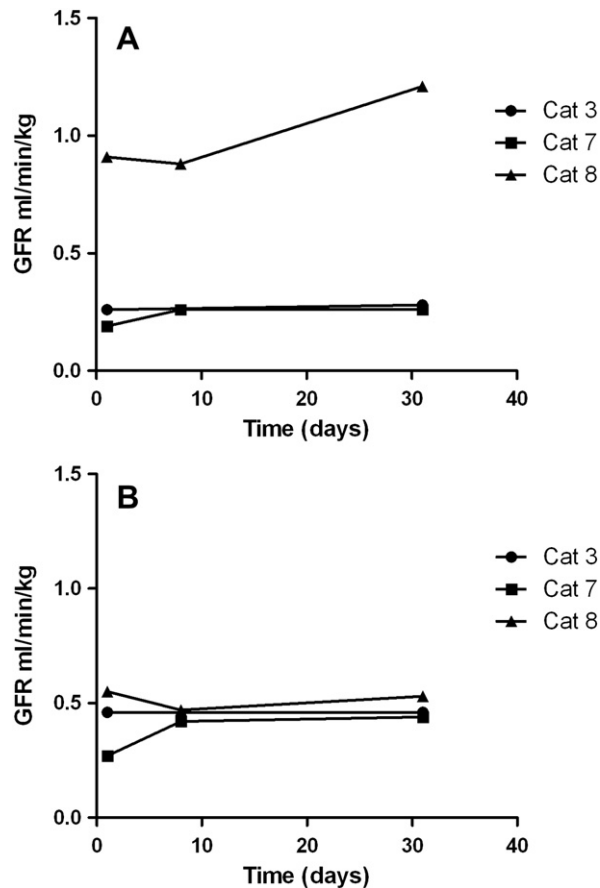 A
GFR ml/min/kg
1.5
1.0
0.5
0.0
0 10 20 30 40
Time (days)
Cat 3
Cat 7
Cat 8
B
GFR ml/min/kg
1.5
1.0
0.5
0.0
0 10 20 30 40
Time (days)
Cat 3
Cat 7
Cat 8